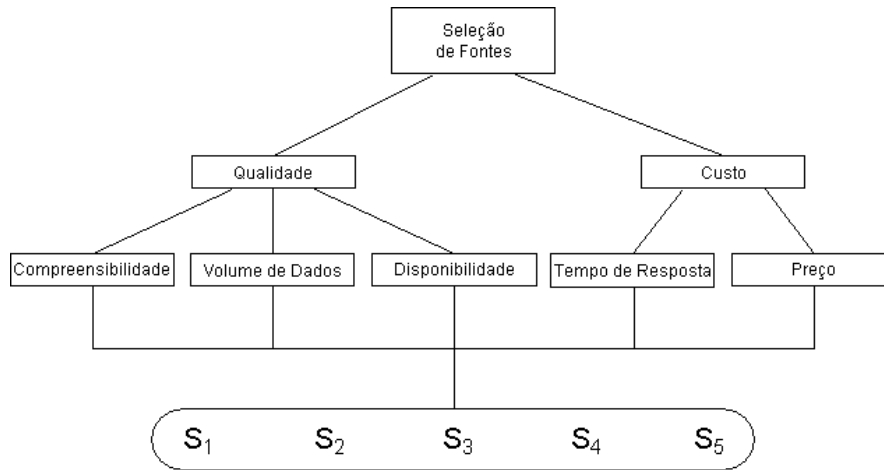 Seleção
de Fontes
Qualidade
Custo
Compreensibilidade
Volume de Dados
Disponibilidade
Tempo de Resposta
Preço
S1 S2 S3 S4 S5